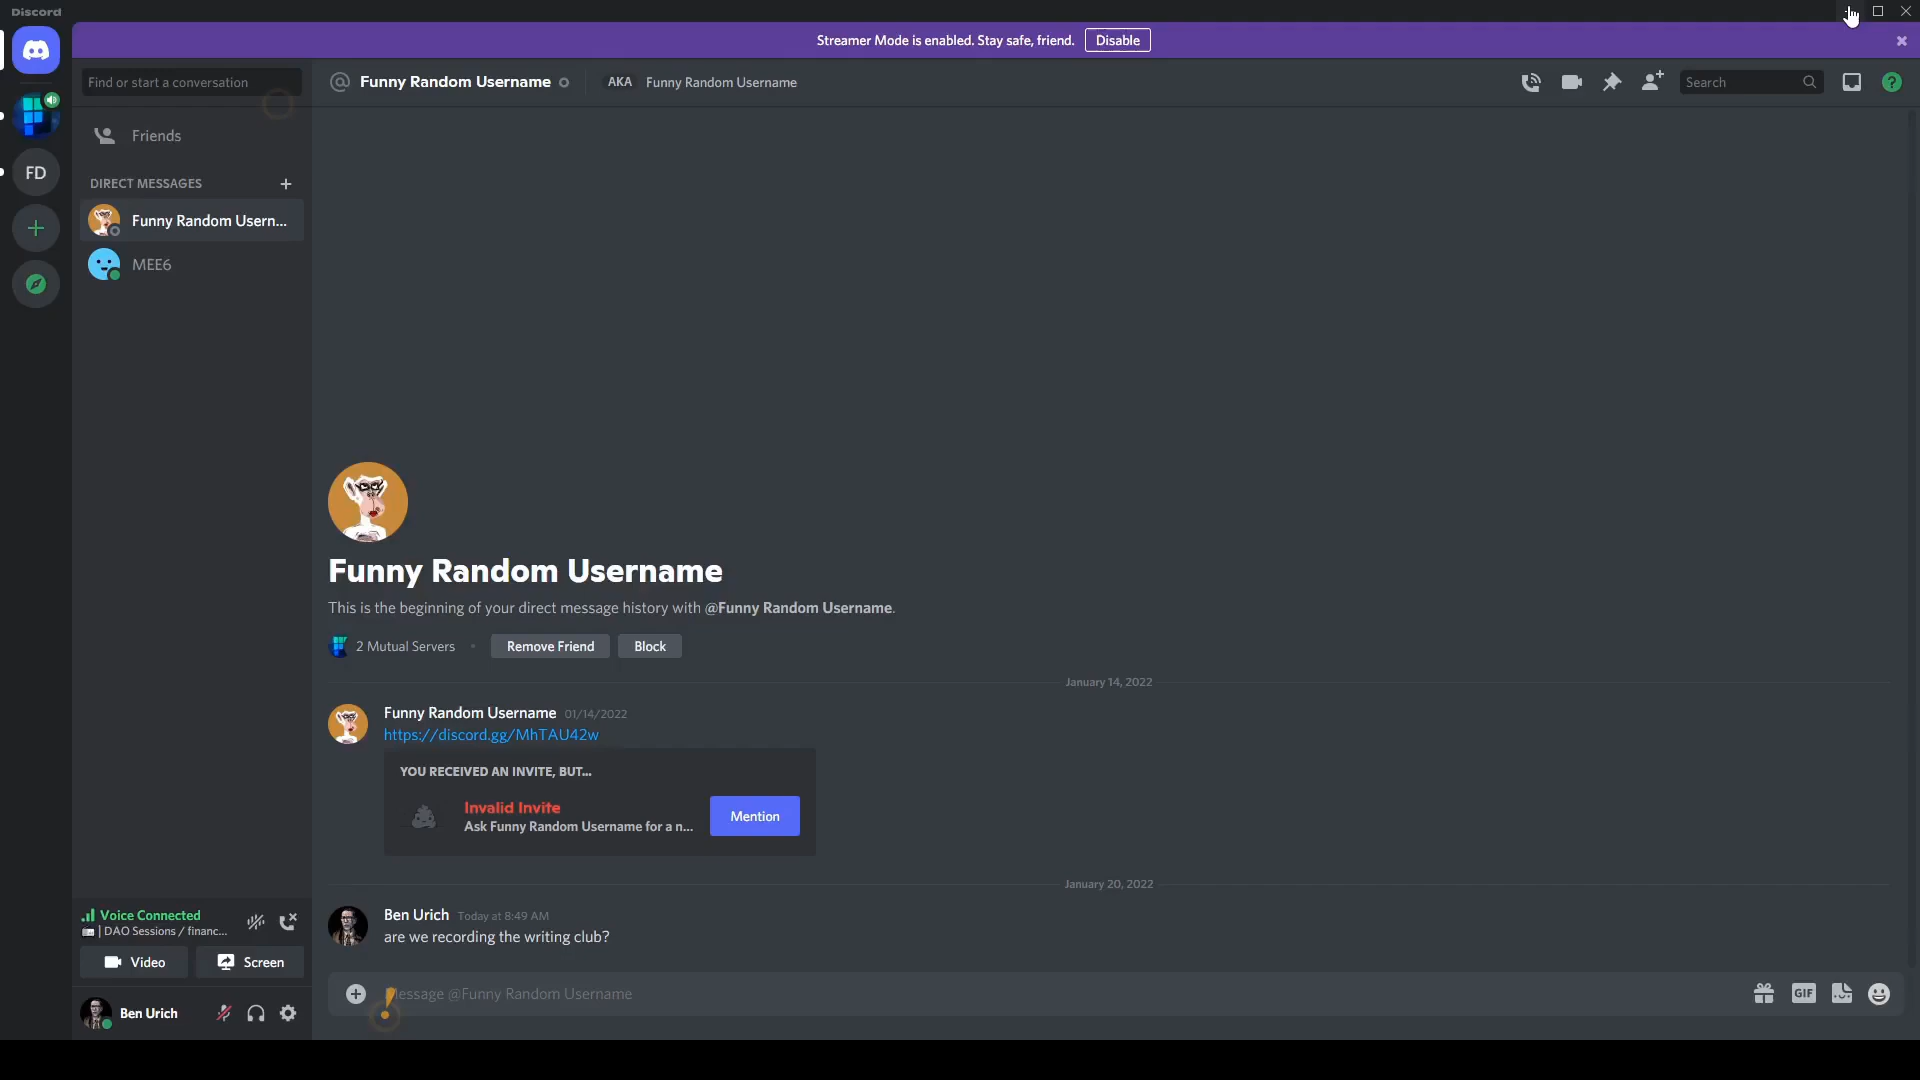 Discord
Streamer Mode is enabled. Stay safe, friend. Disable
Find or start a conversation
Funny Random Username AKA Funny Random Username
Search
Friends
FD
DIRECT MESSAGES
Funny Random Usern...
MEE6
Funny Random Username
This is the beginning of your direct message history with @Funny Random Username.
2 Mutual Servers Remove Friend Block
January 14, 2022
Funny Random Username 01/14/2022
https://discord.gg/MhTAU42w
YOU RECEIVED AN INVITE, BUT...
Invalid Invite
Ask Funny Random Username for a n...
Mention
January 20, 2022
Ben Urich Today at 8:49 AM
are we recording the writing club?
Voice Connected
| DAO Sessions / financ...
Video Screen
Message @Funny Random Username
GIF
Ben Urich